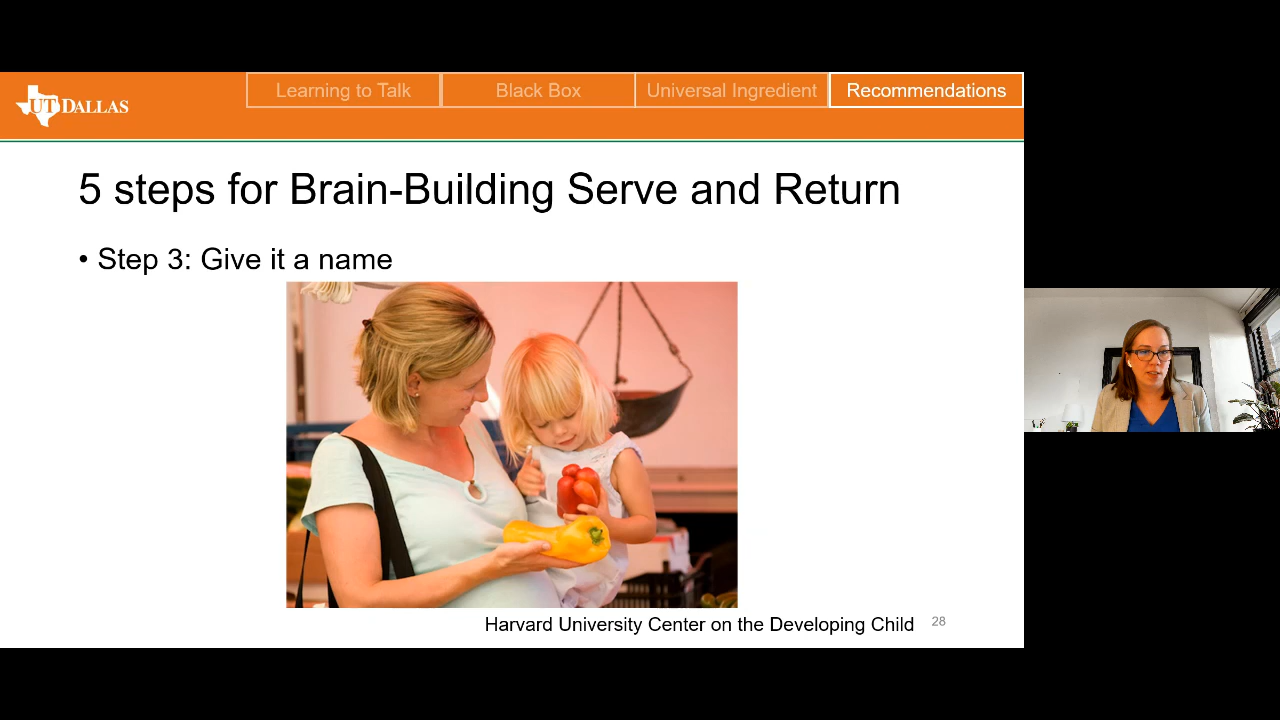 UT DALLAS
Learning to Talk
Black Box
Universal Ingredient
Recommendations
5 steps for Brain-Building Serve and Return
• Step 3: Give it a name
Harvard University Center on the Developing Child
28